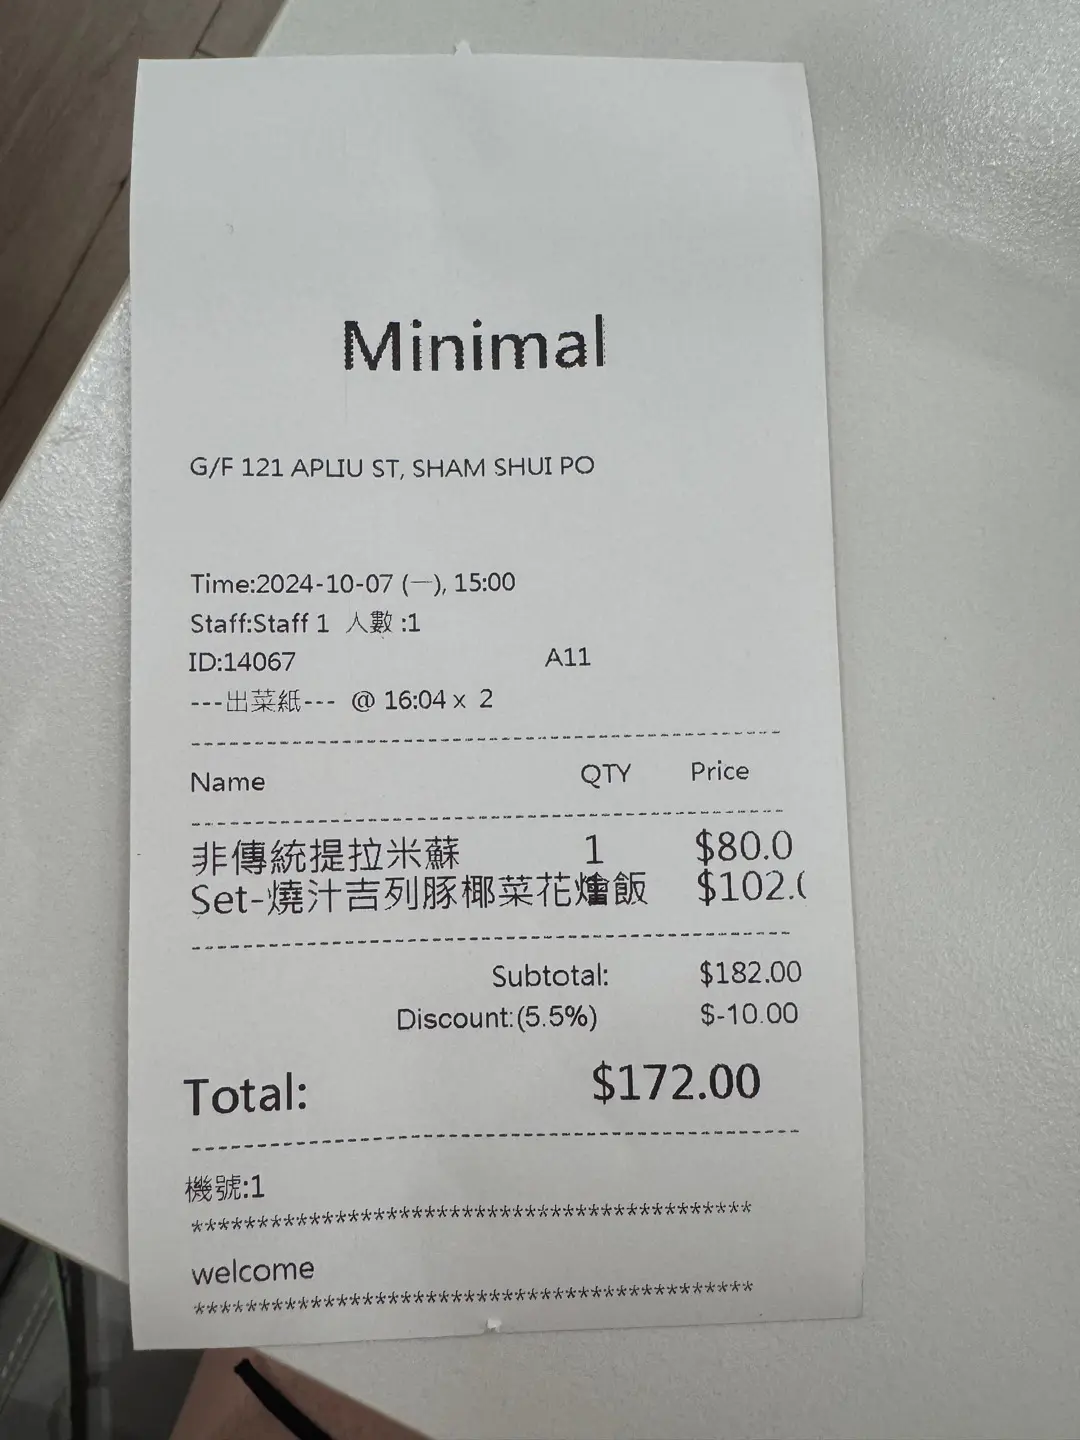 Minimal
G/F 121 APLIU ST, SHAM SHUI PO
Time:2024-10-07 (一), 15:00
Staff:Staff 1 人數 :1
ID:14067 A11
---出菜紙--- @ 16:04 x 2
Name QTY Price
非傳統提拉米蘇 1 $80.0
Set-燒汁吉列豚椰菜花燴飯 $102.(
Subtotal: $182.00
Discount:(5.5%) $-10.00
Total: $172.00
機號:1
*******************************************
welcome
*******************************************